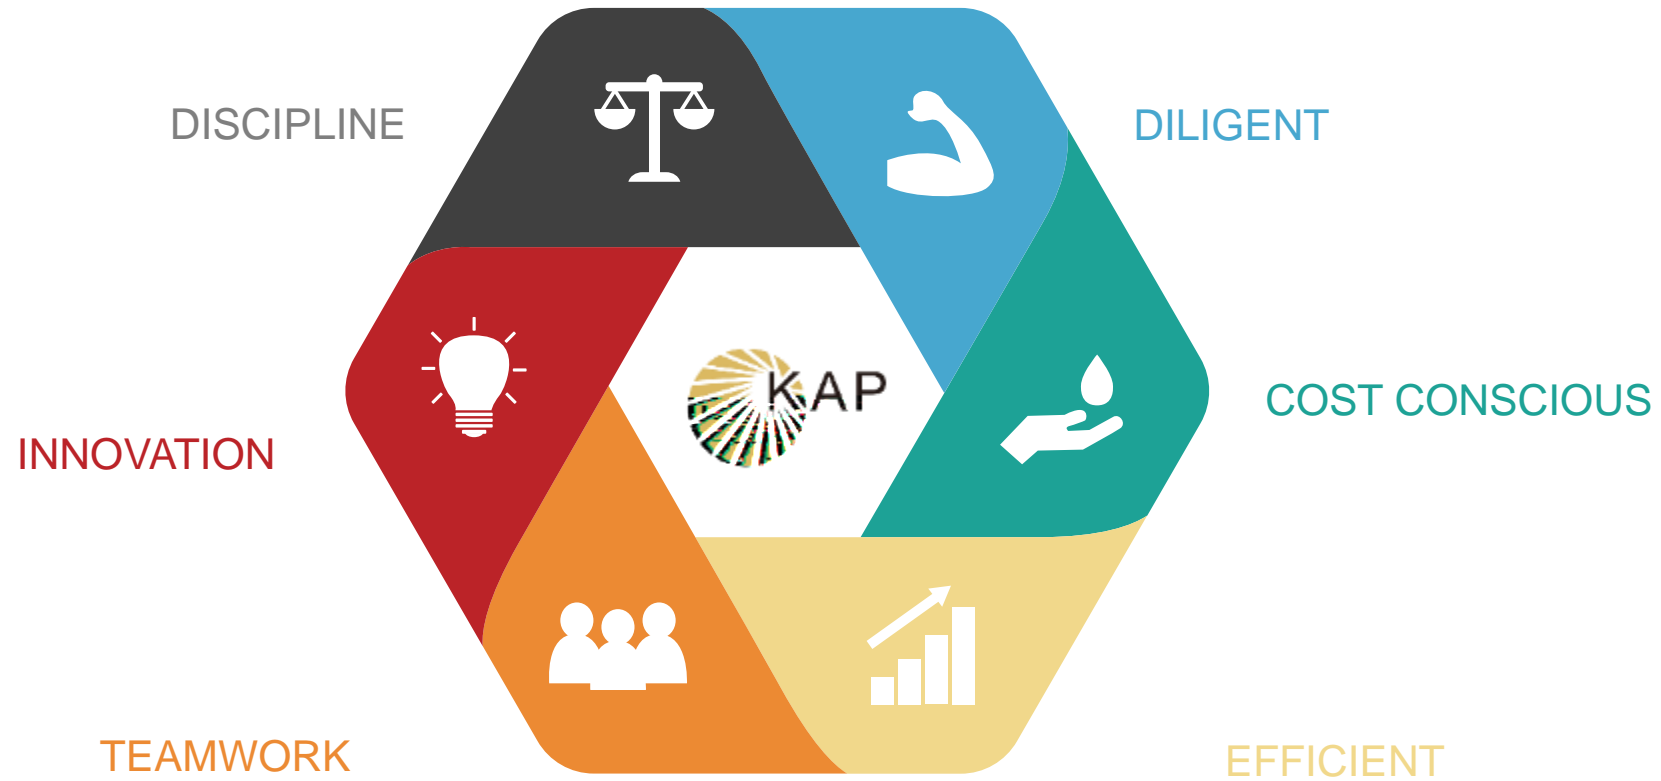 DISCIPLINE
DILIGENT
KAP
COST CONSCIOUS
INNOVATION
TEAMWORK
EFFICIENT